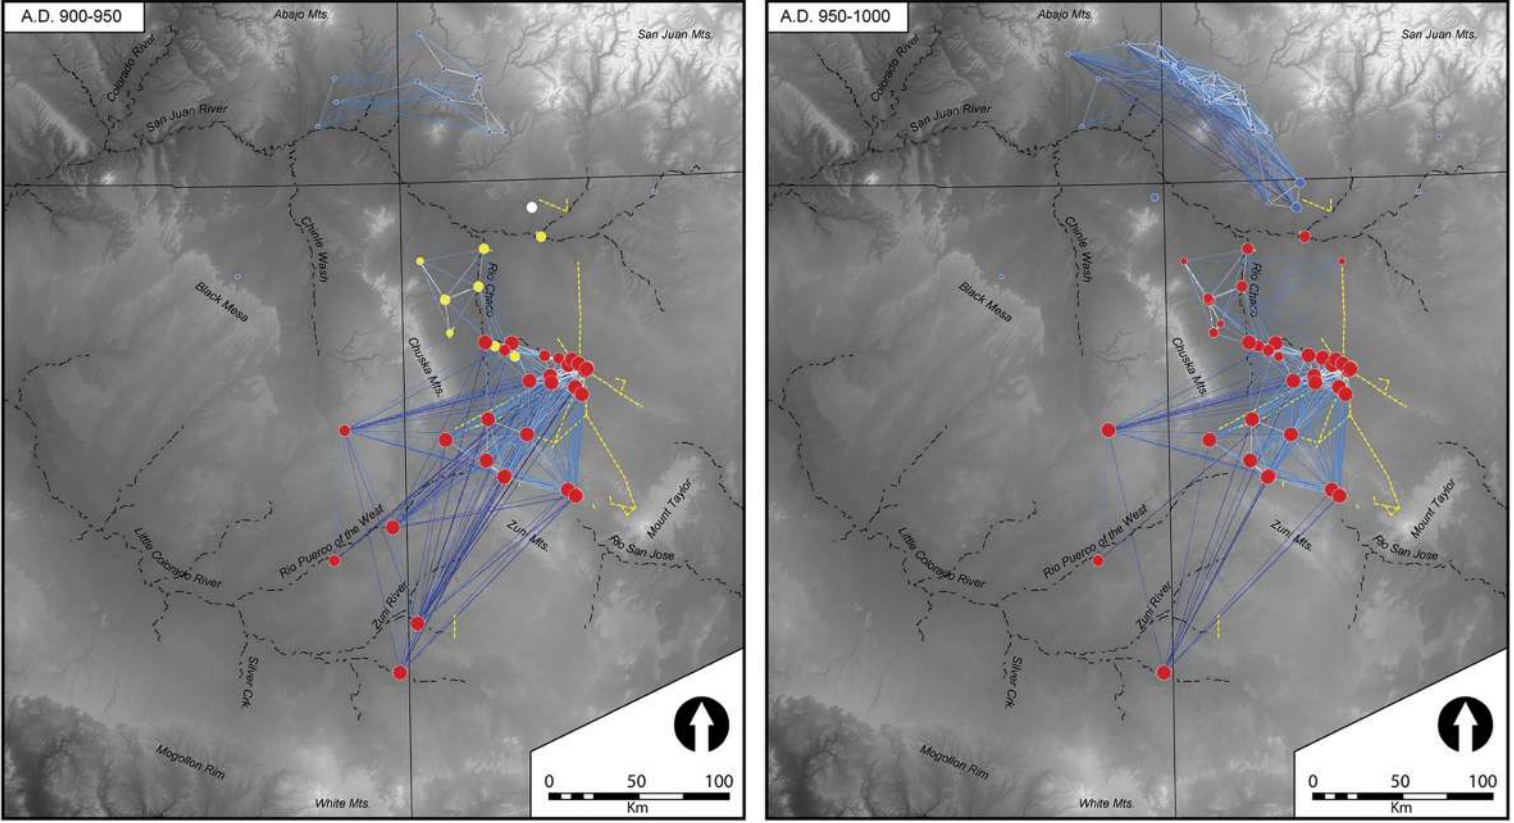 A.D. 900-950
Abajo Mts.
San Juan Mts.
Colorado River
San Juan River
Chinle Wash
Rio Chaco
Black Mesa
Chuska Mts.
Mount Taylor
Rio Puerco of the West
Zuni Mts.
Rio San Jose
Little Colorado River
Zuni River
Silver Crk.
Mogollon Rim
White Mts.
0 50 100
Km
A.D. 950-1000
Abajo Mts.
San Juan Mts.
Colorado River
San Juan River
Chinle Wash
Rio Chaco
Black Mesa
Chuska Mts.
Mount Taylor
Rio Puerco of the West
Zuni Mts.
Rio San Jose
Little Colorado River
Zuni River
Silver Crk.
Mogollon Rim
White Mts.
0 50 100
Km